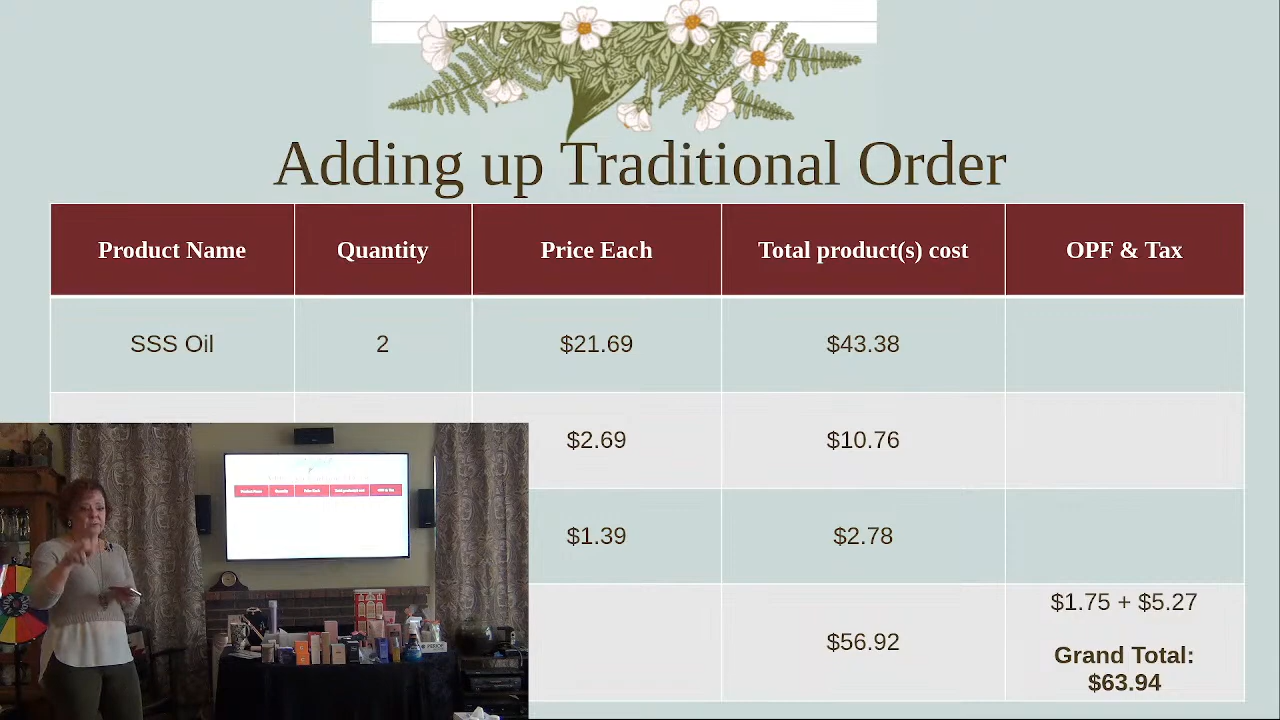 Adding up Traditional Order
Product Name Quantity Price Each Total product(s) cost OPF & Tax
SSS Oil 2 $21.69 $43.38
$2.69 $10.76
$1.39 $2.78
$56.92
$1.75 + $5.27
Grand Total:
$63.94